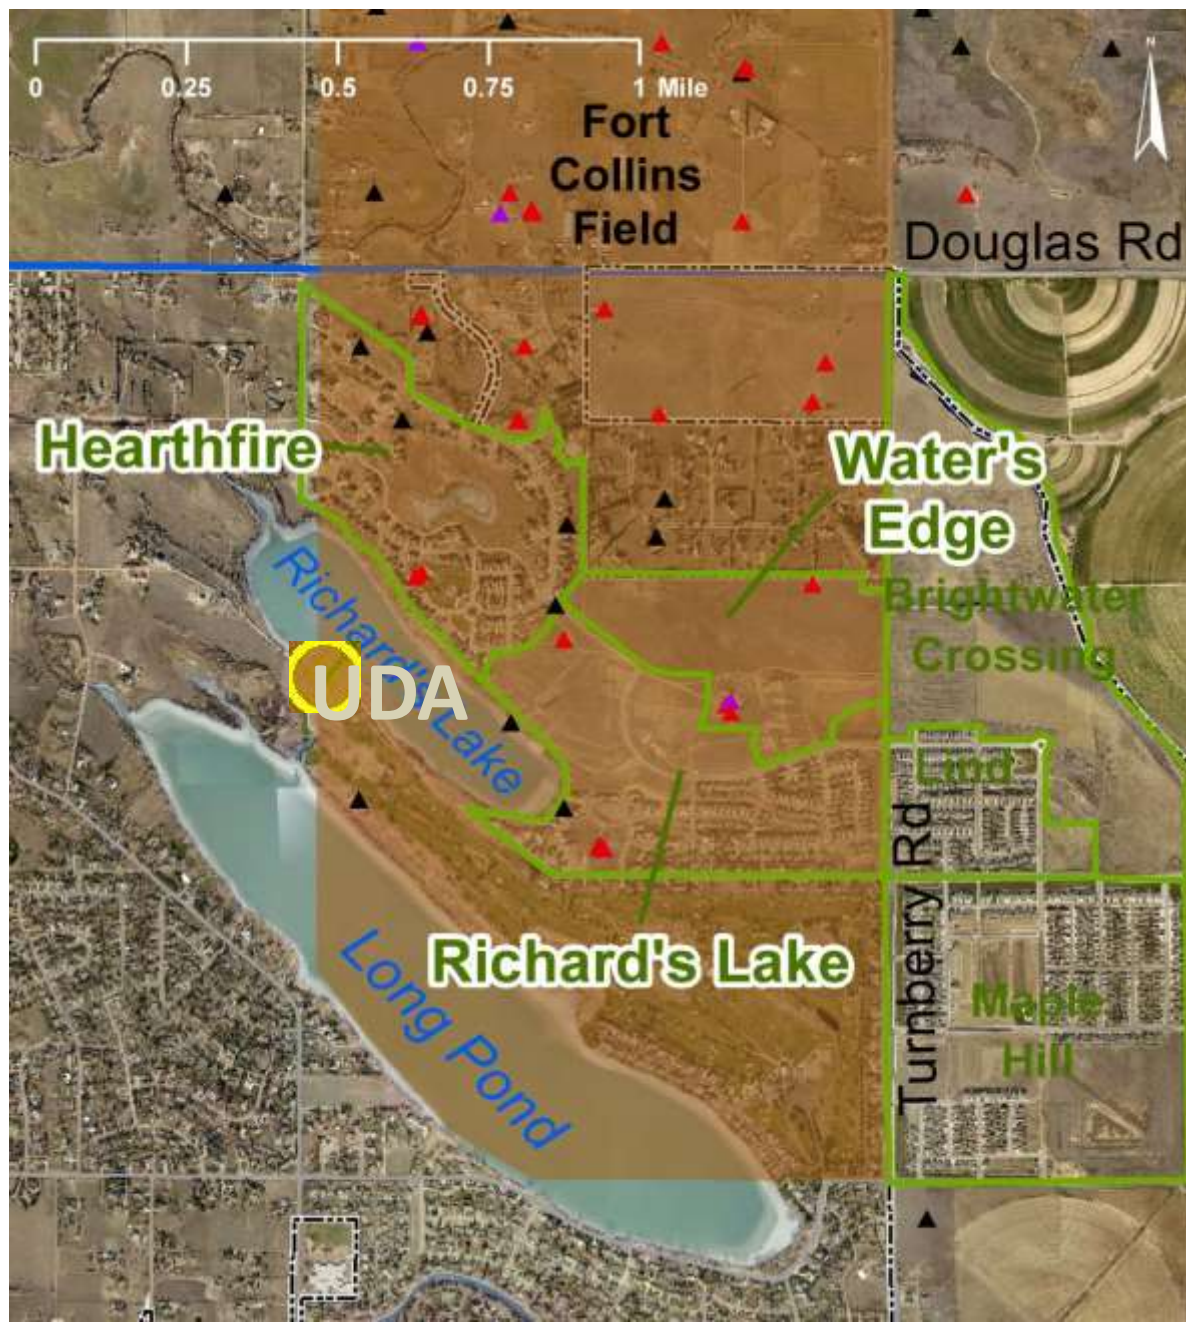 0 0.25 0.5 0.75 1 Mile
N
Fort
Collins
Field
Douglas Rd
Hearthfire
Water's
Edge
Richard's Lake
Brightwater
Crossing
UDA
Lind
Turnberry Rd
Long Pond
Richard's Lake
Maple
Hill